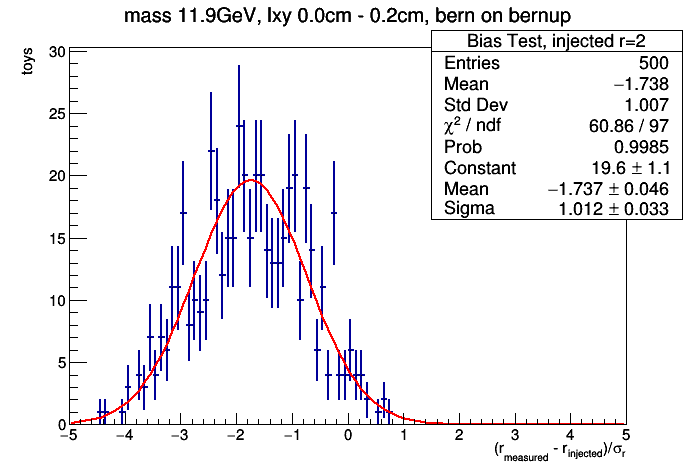 mass 11.9GeV, lxy 0.0cm - 0.2cm, bern on bernup
toys
Bias Test, injected r=2
Entries 500
Mean −1.738
Std Dev 1.007
χ² / ndf 60.86 / 97
Prob 0.9985
Constant 19.6 ± 1.1
Mean −1.737 ± 0.046
Sigma 1.012 ± 0.033
30
25
20
15
10
5
0
−5 −4 −3 −2 −1 0 1 2 3 4 5
(r_measured - r_injected)/σ_r